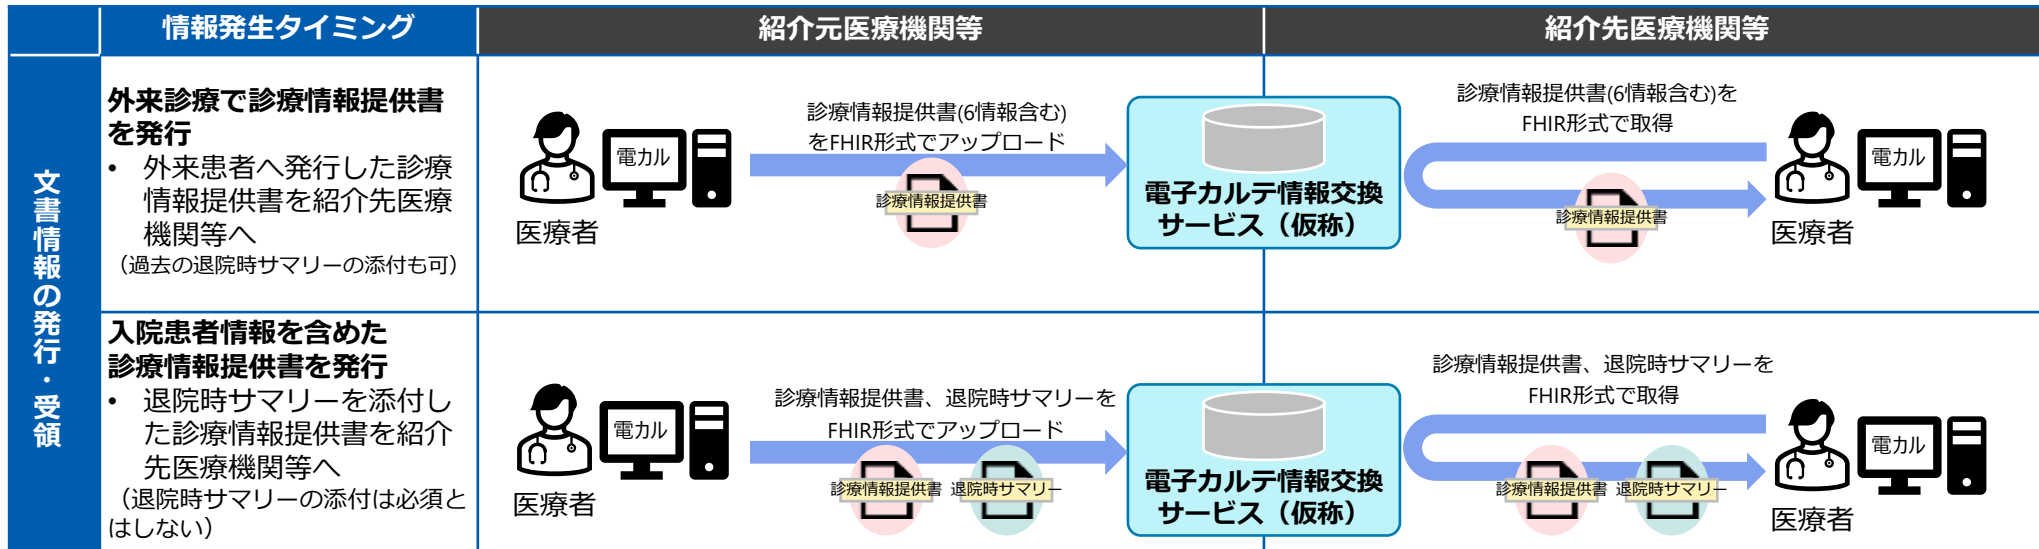 情報発生タイミング
紹介元医療機関等
紹介先医療機関等
文書情報の発行・受領
外来診療で診療情報提供書
を発行
• 外来患者へ発行した診療
情報提供書を紹介先医療
機関等へ
（過去の退院時サマリーの添付も可）
電カル
医療者
診療情報提供書(6情報含む)
をFHIR形式でアップロード
診療情報提供書
電子カルテ情報交換
サービス（仮称）
診療情報提供書(6情報含む)を
FHIR形式で取得
診療情報提供書
電カル
医療者
入院患者情報を含めた
診療情報提供書を発行
• 退院時サマリーを添付し
た診療情報提供書を紹介
先医療機関等へ
（退院時サマリーの添付は必須と
はしない）
電カル
医療者
診療情報提供書、退院時サマリーを
FHIR形式でアップロード
診療情報提供書
退院時サマリー
電子カルテ情報交換
サービス（仮称）
診療情報提供書、退院時サマリーを
FHIR形式で取得
診療情報提供書
退院時サマリー
電カル
医療者